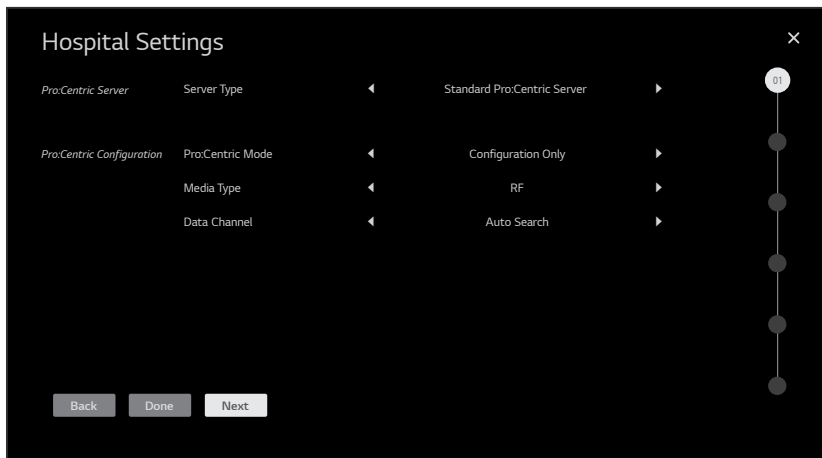 Hospital Settings
01
Pro:Centric Server Server Type Standard Pro:Centric Server
Pro:Centric Configuration Pro:Centric Mode Configuration Only
Media Type RF
Data Channel Auto Search
Back Done Next